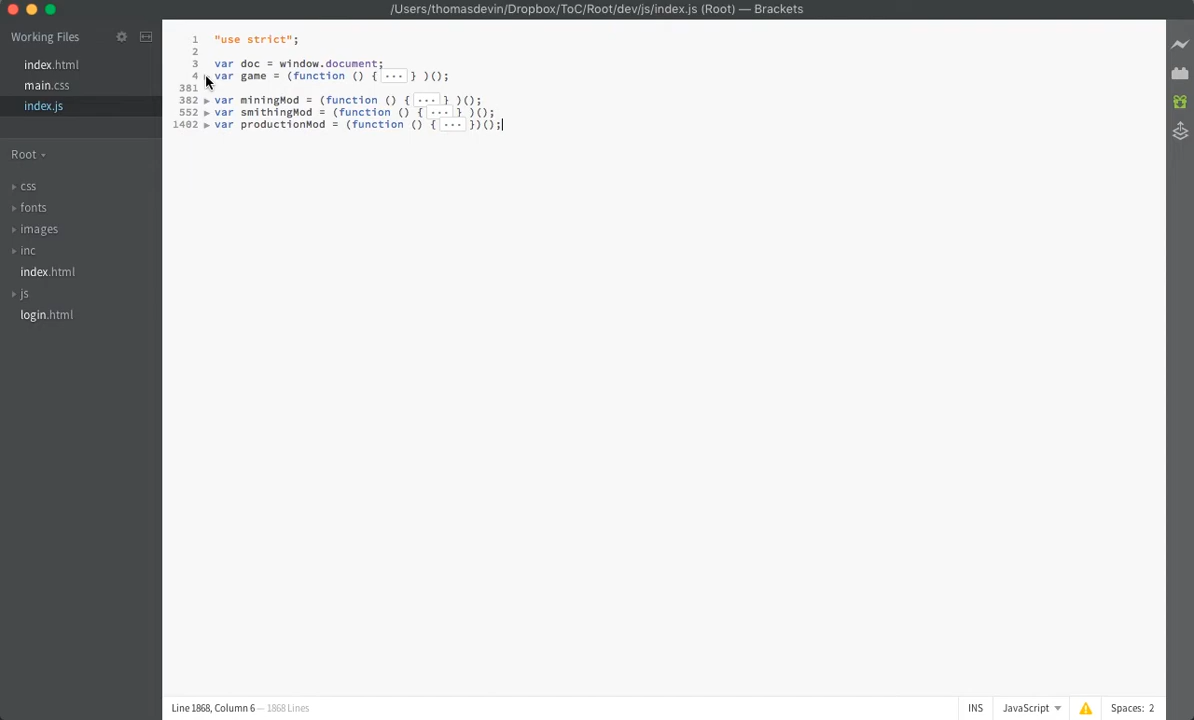 /Users/thomasdevin/Dropbox/ToC/Root/dev/js/index.js (Root) — Brackets
Working Files
index.html
main.css
index.js
Root
css
fonts
images
inc
index.html
js
login.html
1 "use strict";
2
3 var doc = window.document;
4 var game = (function () { ... } )();
381
382 var miningMod = (function () { ... } )();
552 var smithingMod = (function () { ... } )();
1402 var productionMod = (function () { ... })();
Line 1868, Column 6 — 1868 Lines
INS JavaScript Spaces: 2